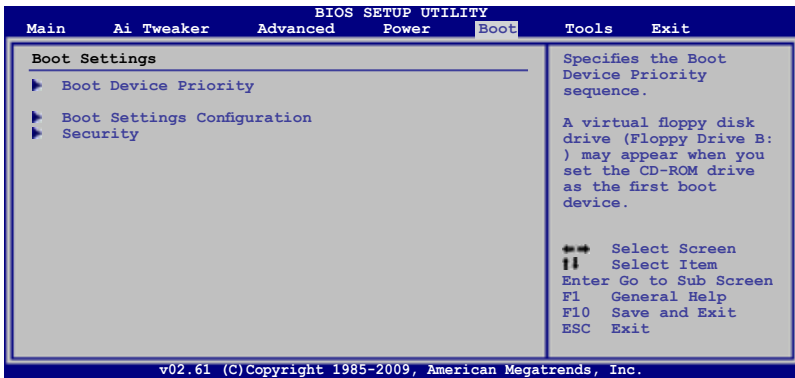 BIOS SETUP UTILITY
Main Ai Tweaker Advanced Power Boot Tools Exit
Boot Settings
Boot Device Priority
Boot Settings Configuration
Security
Specifies the Boot
Device Priority
sequence.
A virtual floppy disk
drive (Floppy Drive B:
) may appear when you
set the CD-ROM drive
as the first boot
device.
Select Screen
Select Item
Enter Go to Sub Screen
F1 General Help
F10 Save and Exit
ESC Exit
v02.61 (C)Copyright 1985-2009, American Megatrends, Inc.